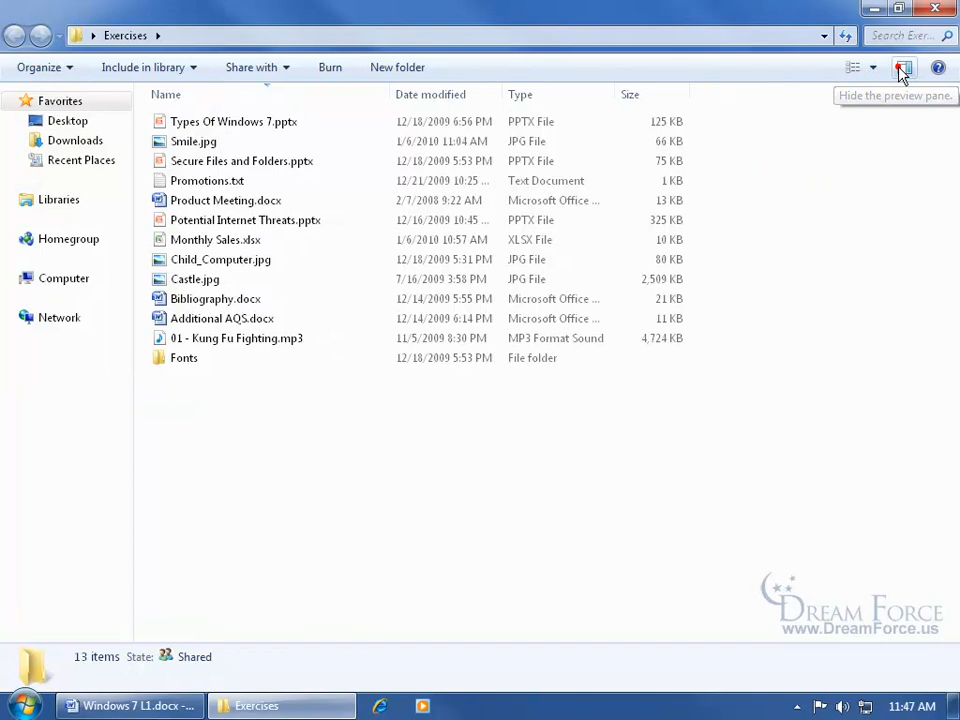 Exercises
Search Exer...
Organize Include in library Share with Burn New folder
Hide the preview pane.
Name Date modified Type Size
Favorites
Desktop
Downloads
Recent Places
Libraries
Homegroup
Computer
Network
Types Of Windows 7.pptx 12/18/2009 6:56 PM PPTX File 125 KB
Smile.jpg 1/6/2010 11:04 AM JPG File 66 KB
Secure Files and Folders.pptx 12/18/2009 5:53 PM PPTX File 75 KB
Promotions.txt 12/21/2009 10:25 ... Text Document 1 KB
Product Meeting.docx 2/7/2008 9:22 AM Microsoft Office ... 13 KB
Potential Internet Threats.pptx 12/16/2009 10:45 ... PPTX File 325 KB
Monthly Sales.xlsx 1/6/2010 10:57 AM XLSX File 10 KB
Child_Computer.jpg 12/18/2009 5:31 PM JPG File 80 KB
Castle.jpg 7/16/2009 3:58 PM JPG File 2,509 KB
Bibliography.docx 12/14/2009 5:55 PM Microsoft Office ... 21 KB
Additional AQS.docx 12/14/2009 6:14 PM Microsoft Office ... 11 KB
01 - Kung Fu Fighting.mp3 11/5/2009 8:30 PM MP3 Format Sound 4,724 KB
Fonts 12/18/2009 5:53 PM File folder
DREAM FORCE
www.DreamForce.us
13 items State: Shared
Windows 7 L1.docx -... Exercises 11:47 AM